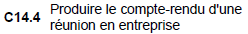 C14.4 Produire le compte-rendu d'une
réunion en entreprise